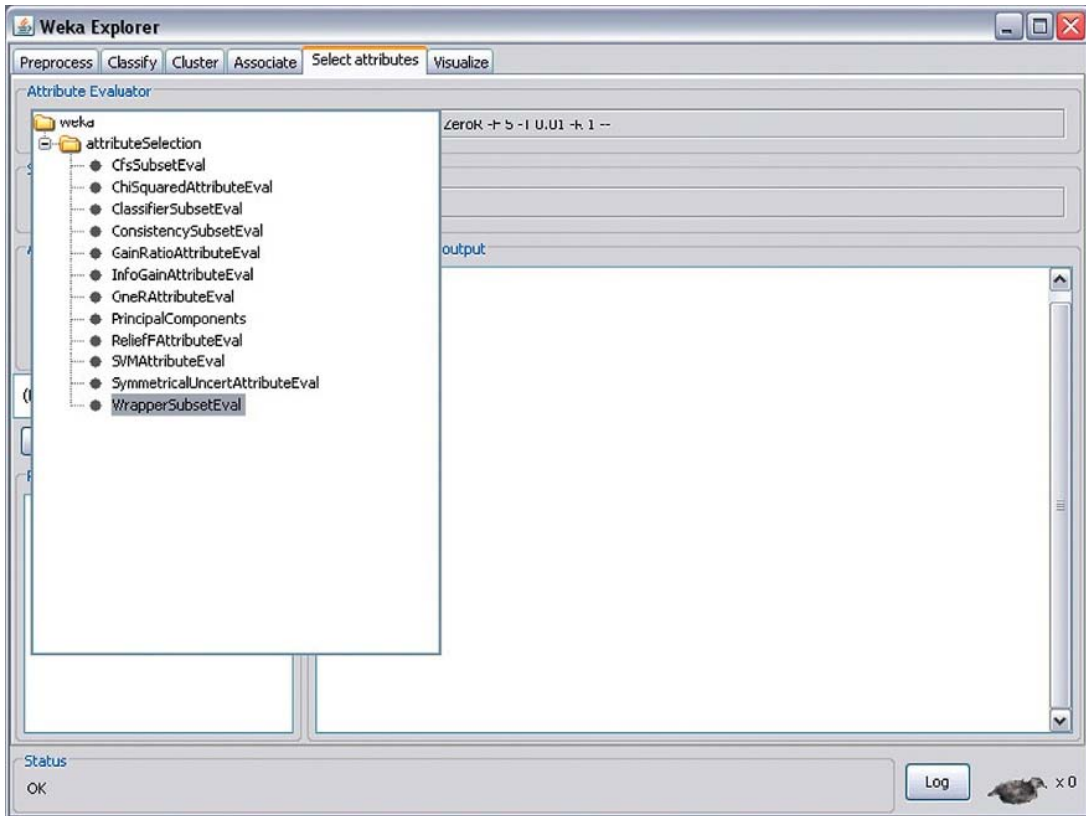 Weka Explorer
Preprocess Classify Cluster Associate Select attributes Visualize
Attribute Evaluator
weka
ZeroR -F 5 -T 0.01 -R 1 --
attributeSelection
CfsSubsetEval
ChiSquaredAttributeEval
ClassifierSubsetEval
ConsistencySubsetEval
GainRatioAttributeEval
output
InfoGainAttributeEval
OneRAttributeEval
PrincipalComponents
ReliefFAttributeEval
SVMAttributeEval
SymmetricalUncertAttributeEval
WrapperSubsetEval
Status
OK
Log
x 0